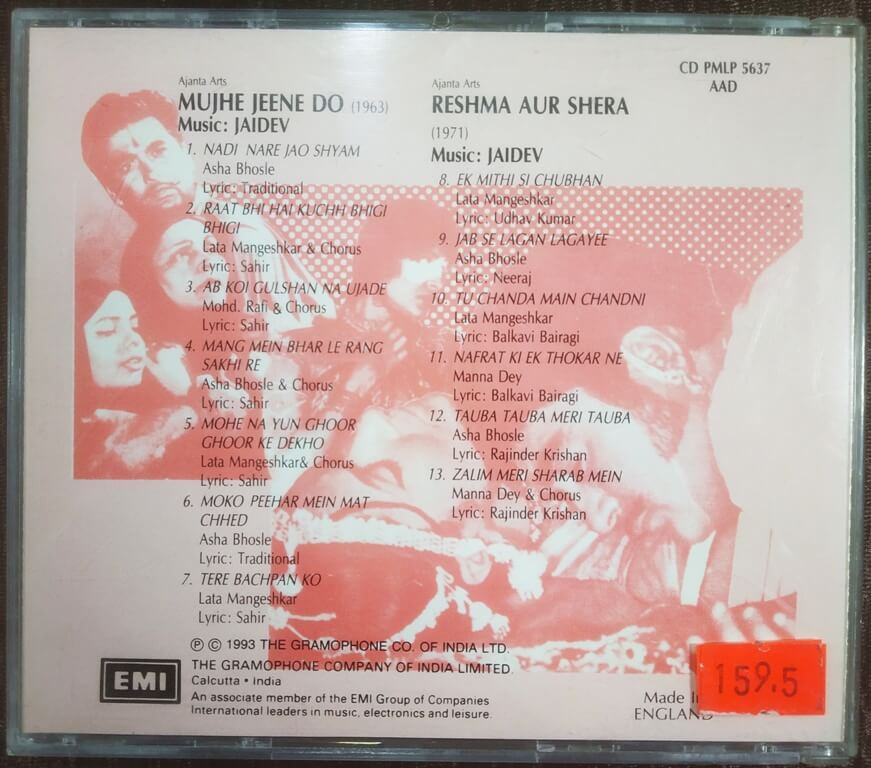 CD PMLP 5637
AAD
Ajanta Arts
MUJHE JEENE DO (1963)
Music: JAIDEV
1. NADI NARE JAO SHYAM
Asha Bhosle
Lyric: Traditional
2. RAAT BHI HAI KUCHH BHIGI
BHIGI
Lata Mangeshkar & Chorus
Lyric: Sahir
3. AB KOI GULSHAN NA UJADE
Mohd. Rafi & Chorus
Lyric: Sahir
4. MANG MEIN BHAR LE RANG
SAKHI RE
Asha Bhosle & Chorus
Lyric: Sahir
5. MOHE NA YUN GHOOR
GHOOR KE DEKHO
Lata Mangeshkar& Chorus
Lyric: Sahir
6. MOKO PEEHAR MEIN MAT
CHHED
Asha Bhosle
Lyric: Traditional
7. TERE BACHPAN KO
Lata Mangeshkar
Lyric: Sahir
Ajanta Arts
RESHMA AUR SHERA
(1971)
Music: JAIDEV
8. EK MITHI SI CHUBHAN
Lata Mangeshkar
Lyric: Udhav Kumar
9. JAB SE LAGAN LAGAYEE
Asha Bhosle
Lyric: Neeraj
10. TU CHANDA MAIN CHANDNI
Lata Mangeshkar
Lyric: Balkavi Bairagi
11. NAFRAT KI EK THOKAR NE
Manna Dey
Lyric: Balkavi Bairagi
12. TAUBA TAUBA MERI TAUBA
Asha Bhosle
Lyric: Rajinder Krishan
13. ZALIM MERI SHARAB MEIN
Manna Dey & Chorus
Lyric: Rajinder Krishan
℗ © 1993 THE GRAMOPHONE CO. OF INDIA LTD.
EMI
THE GRAMOPHONE COMPANY OF INDIA LIMITED.
Calcutta • India
An associate member of the EMI Group of Companies
International leaders in music, electronics and leisure.
Made
ENGLAND
159.5